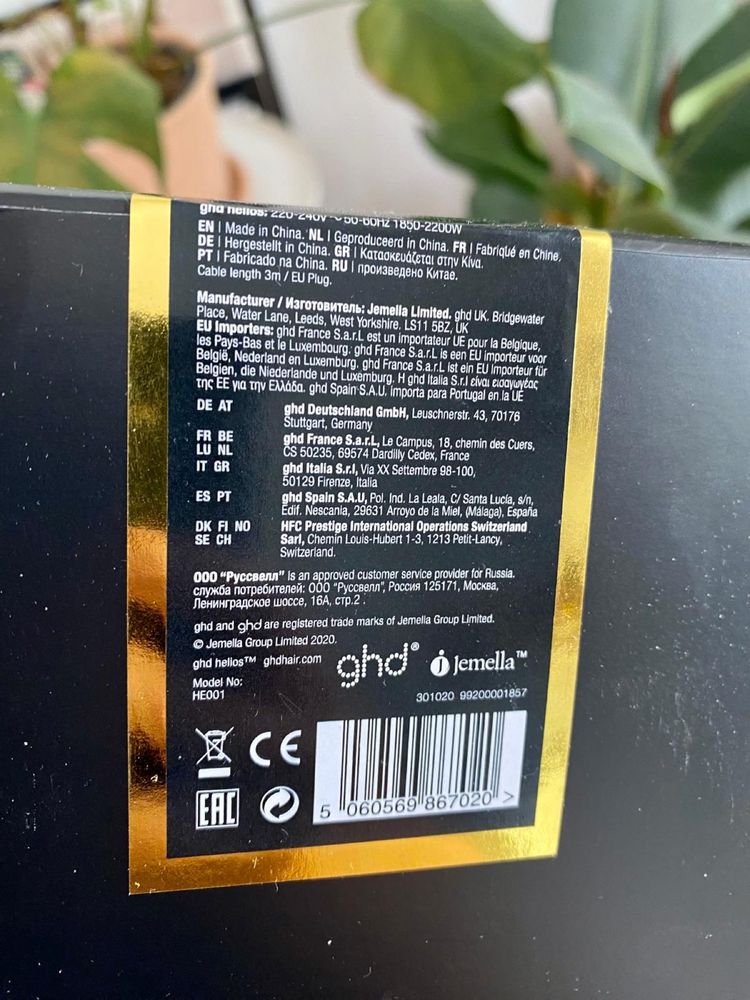 ghd helios: 220-240V ~ 50-60Hz 1850-2200W
EN | Made in China. NL | Geproduceerd in China. FR | Fabriqué en Chine.
DE | Hergestellt in China. GR | Κατασκευάζεται στην Κίνα.
PT | Fabricado na China. RU | произведено Китае.
Cable length 3m / EU Plug.
Manufacturer / Изготовитель: Jemella Limited. ghd UK. Bridgewater
Place, Water Lane, Leeds, West Yorkshire. LS11 5BZ, UK
EU Importers: ghd France S.a.r.L est un importateur UE pour la Belgique,
les Pays-Bas et le Luxembourg. ghd France S.a.r.L is een EU importeur voor
België, Nederland en Luxemburg. ghd France S.a.r.L ist ein EU Importeur für
Belgien, die Niederlande und Luxemburg. Η ghd Italia S.r.l είναι εισαγωγέας
της ΕΕ για την Ελλάδα. ghd Spain S.A.U. importa para Portugal en la UE
DE AT ghd Deutschland GmbH, Leuschnerstr. 43, 70176
Stuttgart, Germany
FR BE ghd France S.a.r.L, Le Campus, 18, chemin des Cuers,
LU NL CS 50235, 69574 Dardilly Cedex, France
IT GR ghd Italia S.r.l, Via XX Settembre 98-100,
50129 Firenze, Italia
ES PT ghd Spain S.A.U, Pol. Ind. La Leala, C/ Santa Lucía, s/n,
Edif. Nescania, 29631 Arroyo de la Miel, (Málaga), España
DK FI NO HFC Prestige International Operations Switzerland
SE CH Sarl, Chemin Louis-Hubert 1-3, 1213 Petit-Lancy,
Switzerland.
ООО "Руссвелл" is an approved customer service provider for Russia.
служба потребителей: ООО "Руссвелл", Россия 125171, Москва,
Ленинградское шоссе, 16А, стр.2 .
ghd and ghd are registered trade marks of Jemella Group Limited.
© Jemella Group Limited 2020.
ghd helios™ ghdhair.com
ghd® Jemella™
Model No:
HE001
301020 99200001857
CE
EAC
5 060569 867020 >